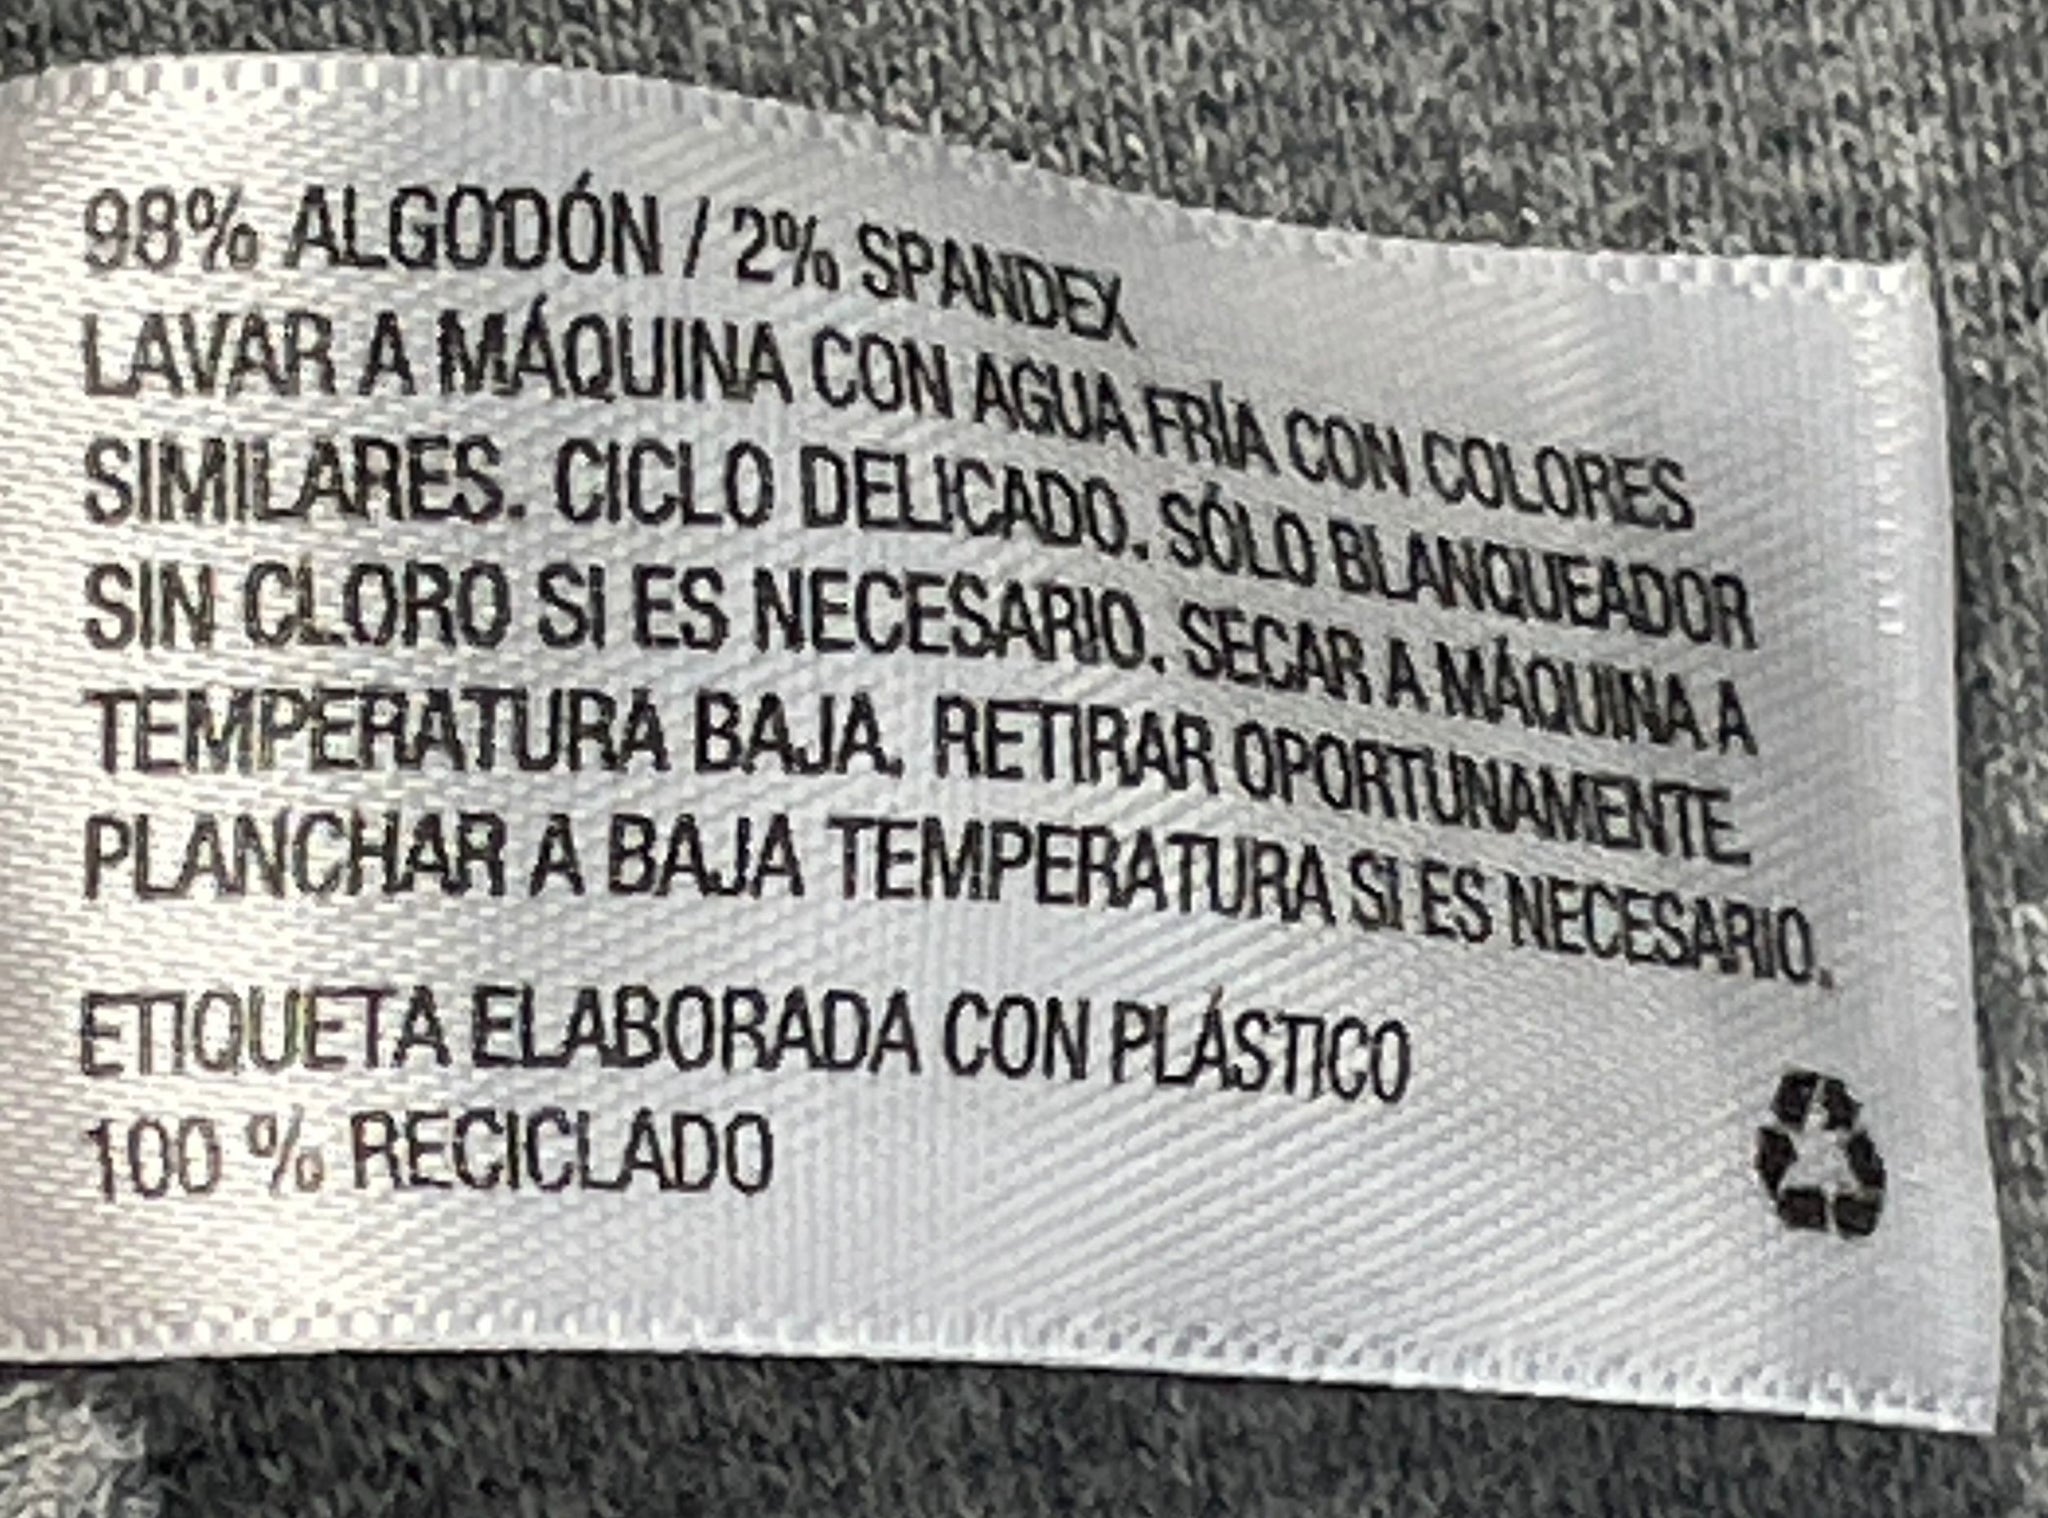 98% ALGODÓN / 2% SPANDEX
LAVAR A MÁQUINA CON AGUA FRÍA CON COLORES
SIMILARES. CICLO DELICADO. SÓLO BLANQUEADOR
SIN CLORO SI ES NECESARIO. SECAR A MÁQUINA A
TEMPERATURA BAJA. RETIRAR OPORTUNAMENTE.
PLANCHAR A BAJA TEMPERATURA SI ES NECESARIO.
ETIQUETA ELABORADA CON PLÁSTICO
100 % RECICLADO